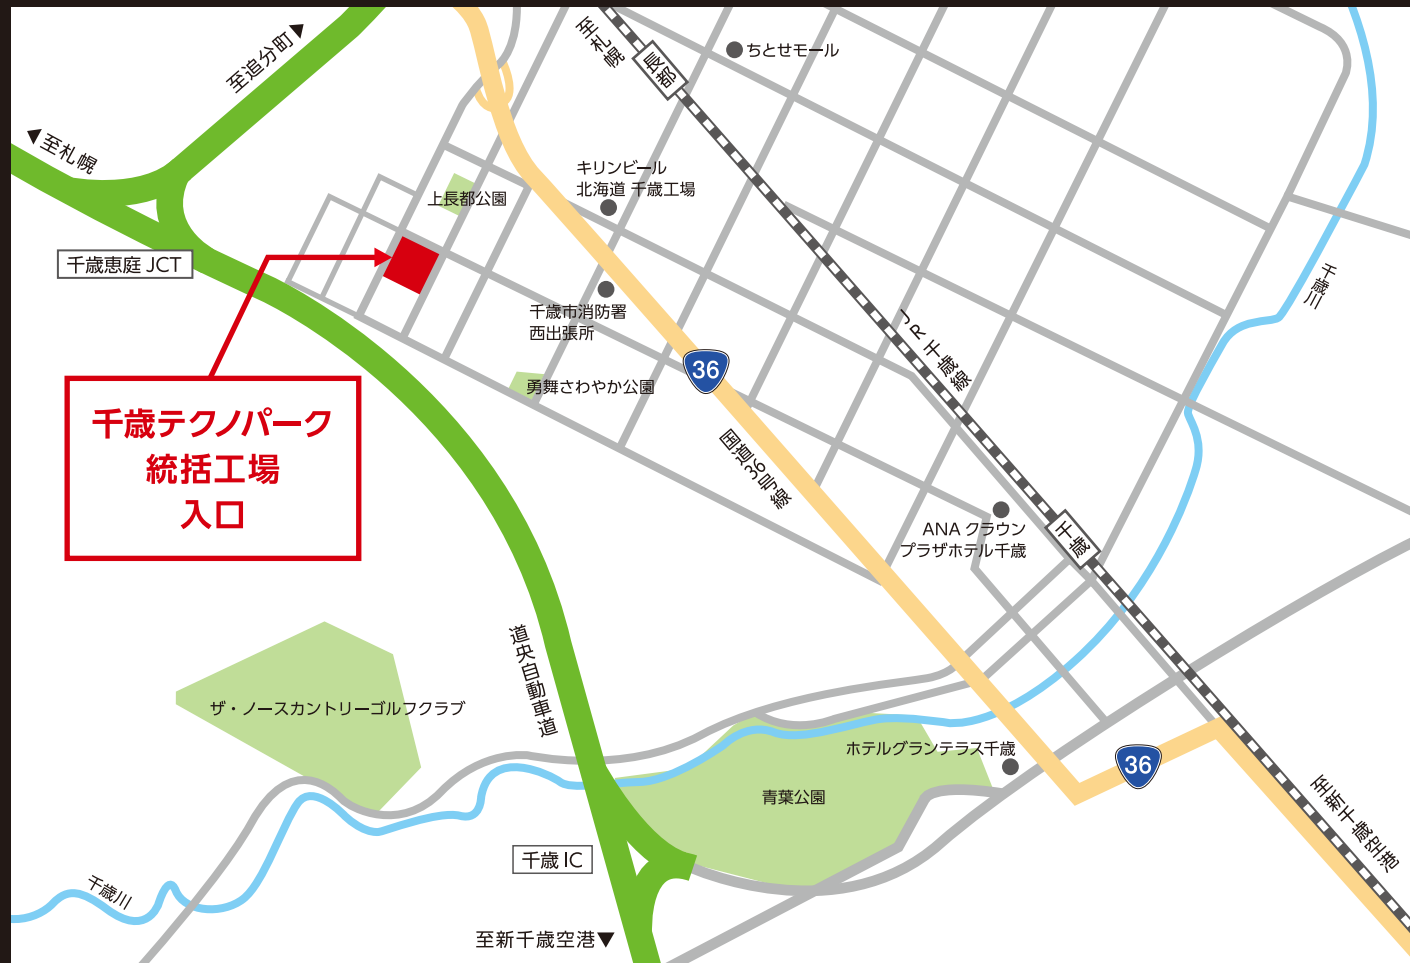 至札幌
長都
ちとせモール
至追分町▼
▼至札幌
キリンビール
北海道 千歳工場
上長都公園
千歳恵庭 JCT
千歳川
千歳市消防署
西出張所
JR千歳線
36
勇舞さわやか公園
千歳テクノパーク
統括工場
入口
国道36号線
ANA クラウン
プラザホテル千歳
千歳
道央自動車道
ザ・ノースカントリーゴルフクラブ
ホテルグランテラス千歳
36
青葉公園
至新千歳空港
千歳 IC
千歳川
至新千歳空港▼